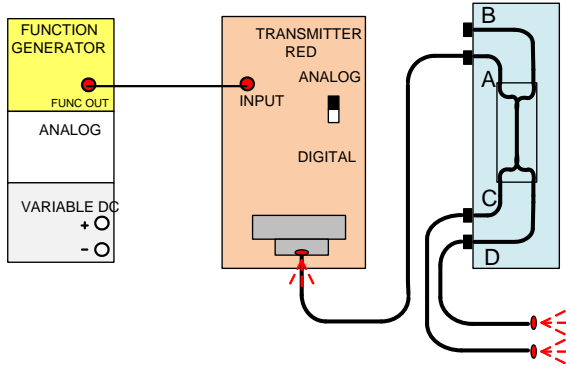 FUNCTION
GENERATOR
FUNC OUT
ANALOG
VARIABLE DC
+
-
TRANSMITTER
RED
ANALOG
INPUT
DIGITAL
B
A
C
D